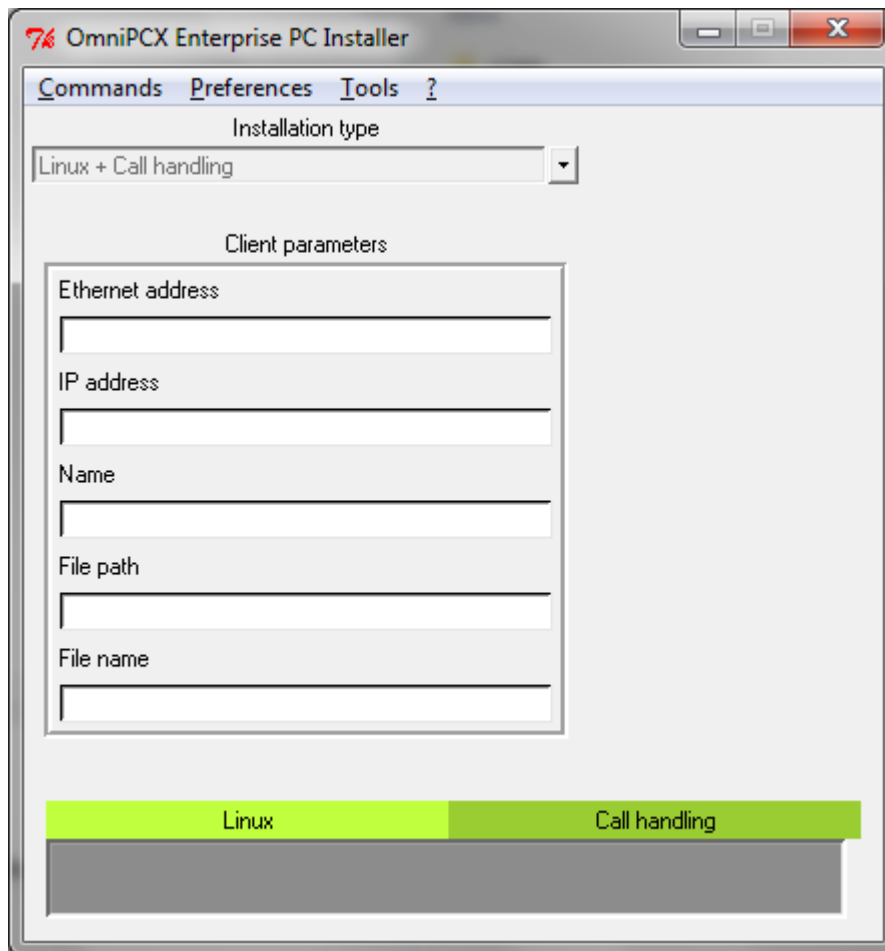 OmniPCX Enterprise PC Installer
Commands Preferences Tools ?
Installation type
Linux + Call handling
Client parameters
Ethernet address
IP address
Name
File path
File name
Linux Call handling